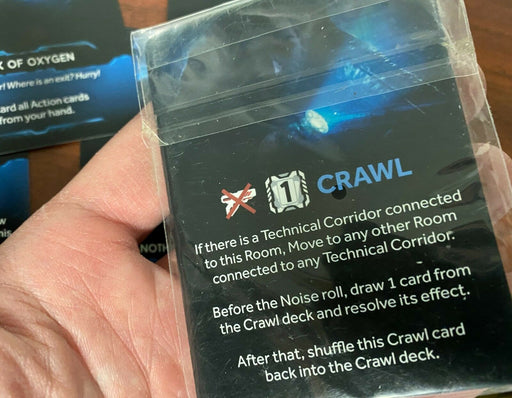 OF OXYGEN
Where is an exit? Hurry!
ard all Action cards
from your hand.
1 CRAWL
If there is a Technical Corridor connected
to this Room, Move to any other Room
connected to any Technical Corridor.
Before the Noise roll, draw 1 card from
the Crawl deck and resolve its effect.
After that, shuffle this Crawl card
back into the Crawl deck.
NOTH